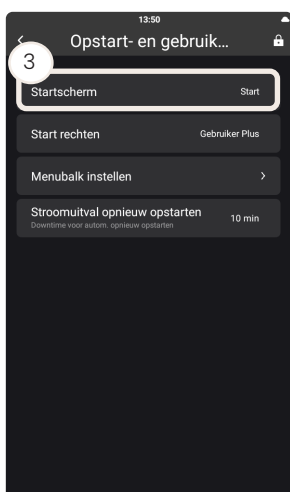 13:50
Opstart- en gebruik...
3
Startscherm Start
Start rechten Gebruiker Plus
Menubalk instellen
Stroomuitval opnieuw opstarten 10 min
Downtime voor autom. opnieuw opstarten